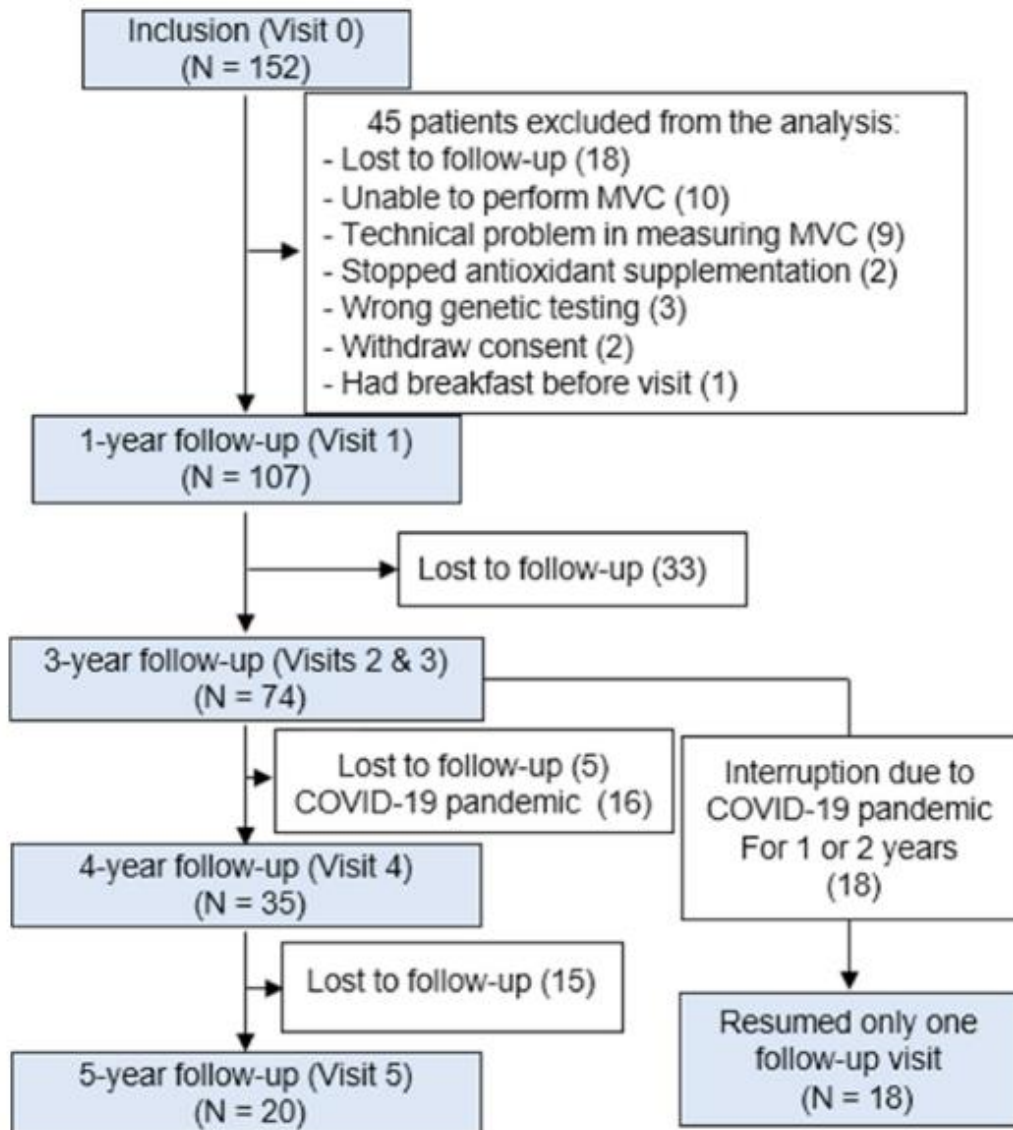 Inclusion (Visit 0)
(N = 152)
45 patients excluded from the analysis:
- Lost to follow-up (18)
- Unable to perform MVC (10)
- Technical problem in measuring MVC (9)
- Stopped antioxidant supplementation (2)
- Wrong genetic testing (3)
- Withdraw consent (2)
- Had breakfast before visit (1)
1-year follow-up (Visit 1)
(N = 107)
Lost to follow-up (33)
3-year follow-up (Visits 2 & 3)
(N = 74)
Lost to follow-up (5)
COVID-19 pandemic (16)
Interruption due to
COVID-19 pandemic
For 1 or 2 years
(18)
4-year follow-up (Visit 4)
(N = 35)
Lost to follow-up (15)
Resumed only one
follow-up visit
(N = 18)
5-year follow-up (Visit 5)
(N = 20)